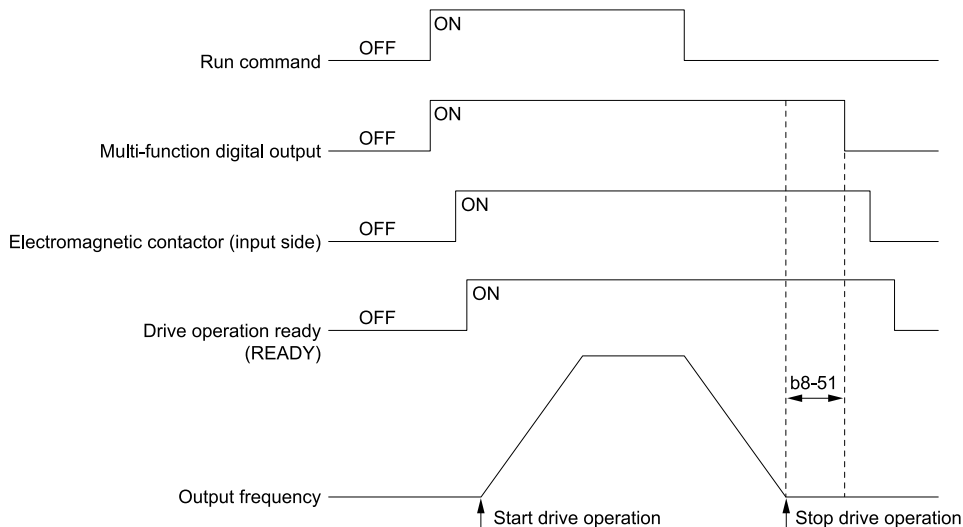 ON
OFF
Run command
ON
OFF
Multi-function digital output
ON
OFF
Electromagnetic contactor (input side)
ON
OFF
Drive operation ready
(READY)
b8-51
Output frequency
Start drive operation
Stop drive operation